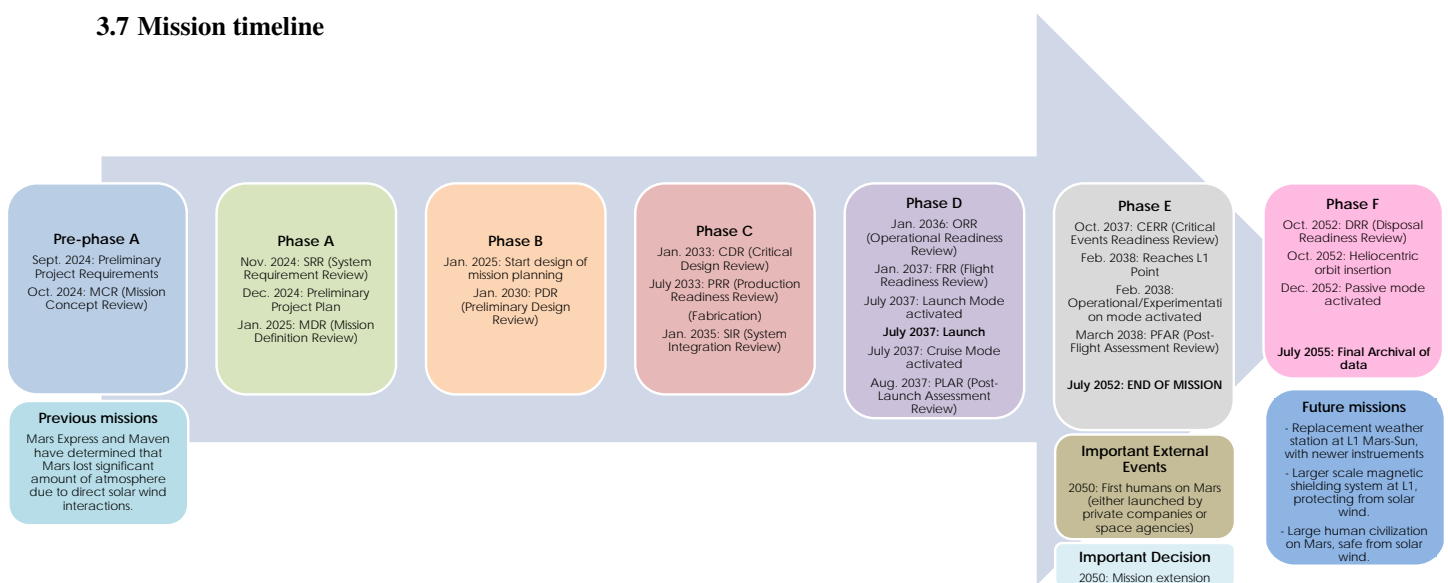 3.7 Mission timeline
Pre-phase A
Sept. 2024: Preliminary
Project Requirements
Oct. 2024: MCR (Mission
Concept Review)
Previous missions
Mars Express and Maven
have determined that
Mars lost significant
amount of atmosphere
due to direct solar wind
interactions.
Phase A
Nov. 2024: SRR (System
Requirement Review)
Dec. 2024: Preliminary
Project Plan
Jan. 2025: MDR (Mission
Definition Review)
Phase B
Jan. 2025: Start design of
mission planning
Jan. 2030: PDR
(Preliminary Design
Review)
Phase C
Jan. 2033: CDR (Critical
Design Review)
July 2033: PRR (Production
Readiness Review)
(Fabrication)
Jan. 2035: SIR (System
Integration Review)
Phase D
Jan. 2036: ORR
(Operational Readiness
Review)
Jan. 2037: FRR (Flight
Readiness Review)
July 2037: Launch Mode
activated
July 2037: Launch
July 2037: Cruise Mode
activated
Aug. 2037: PLAR (Post-
Launch Assessment
Review)
Phase E
Oct. 2037: CERR (Critical
Events Readiness Review)
Feb. 2038: Reaches L1
Point
Feb. 2038:
Operational/Experimentati
on mode activated
March 2038: PFAR (Post-
Flight Assessment Review)
July 2052: END OF MISSION
Important External
Events
2050: First humans on Mars
(either launched by
private companies or
space agencies)
Important Decision
2050: Mission extension
Phase F
Oct. 2052: DRR (Disposal
Readiness Review)
Oct. 2052: Heliocentric
orbit insertion
Dec. 2052: Passive mode
activated
July 2055: Final Archival of
data
Future missions
- Replacement weather
station at L1 Mars-Sun,
with newer instruements
- Larger scale magnetic
shielding system at L1,
protecting from solar
wind.
- Large human civilization
on Mars, safe from solar
wind.